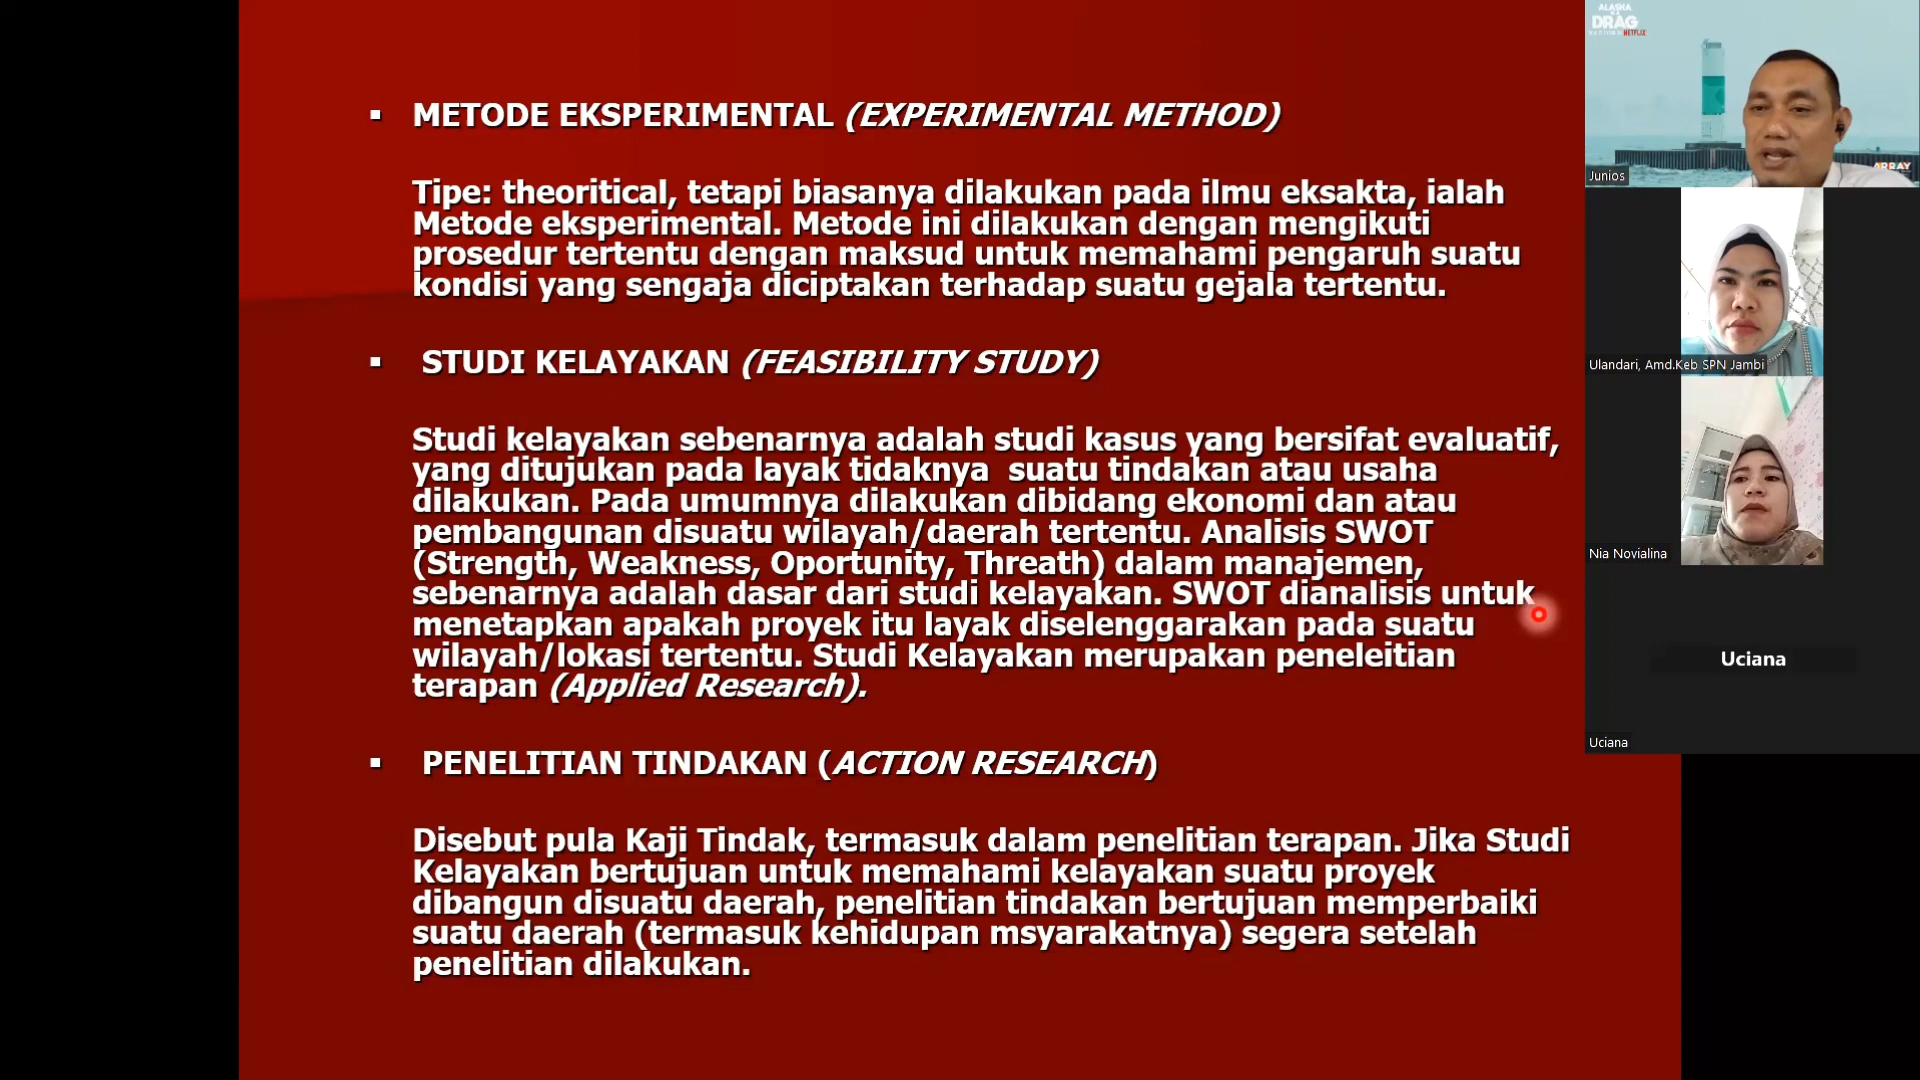 METODE EKSPERIMENTAL (EXPERIMENTAL METHOD)
Tipe: theoritical, tetapi biasanya dilakukan pada ilmu eksakta, ialah
Metode eksperimental. Metode ini dilakukan dengan mengikuti
prosedur tertentu dengan maksud untuk memahami pengaruh suatu
kondisi yang sengaja diciptakan terhadap suatu gejala tertentu.
STUDI KELAYAKAN (FEASIBILITY STUDY)
Studi kelayakan sebenarnya adalah studi kasus yang bersifat evaluatif,
yang ditujukan pada layak tidaknya suatu tindakan atau usaha
dilakukan. Pada umumnya dilakukan dibidang ekonomi dan atau
pembangunan disuatu wilayah/daerah tertentu. Analisis SWOT
(Strength, Weakness, Oportunity, Threath) dalam manajemen,
sebenarnya adalah dasar dari studi kelayakan. SWOT dianalisis untuk
menetapkan apakah proyek itu layak diselenggarakan pada suatu
wilayah/lokasi tertentu. Studi Kelayakan merupakan peneleitian
terapan (Applied Research).
PENELITIAN TINDAKAN (ACTION RESEARCH)
Disebut pula Kaji Tindak, termasuk dalam penelitian terapan. Jika Studi
Kelayakan bertujuan untuk memahami kelayakan suatu proyek
dibangun disuatu daerah, penelitian tindakan bertujuan memperbaiki
suatu daerah (termasuk kehidupan msyarakatnya) segera setelah
penelitian dilakukan.
ALASKA
DRAG
NETFLIX
ARRAY
Junios
Ulandari, Amd.Keb SPN Jambi
Nia Novialina
Uciana
Uciana